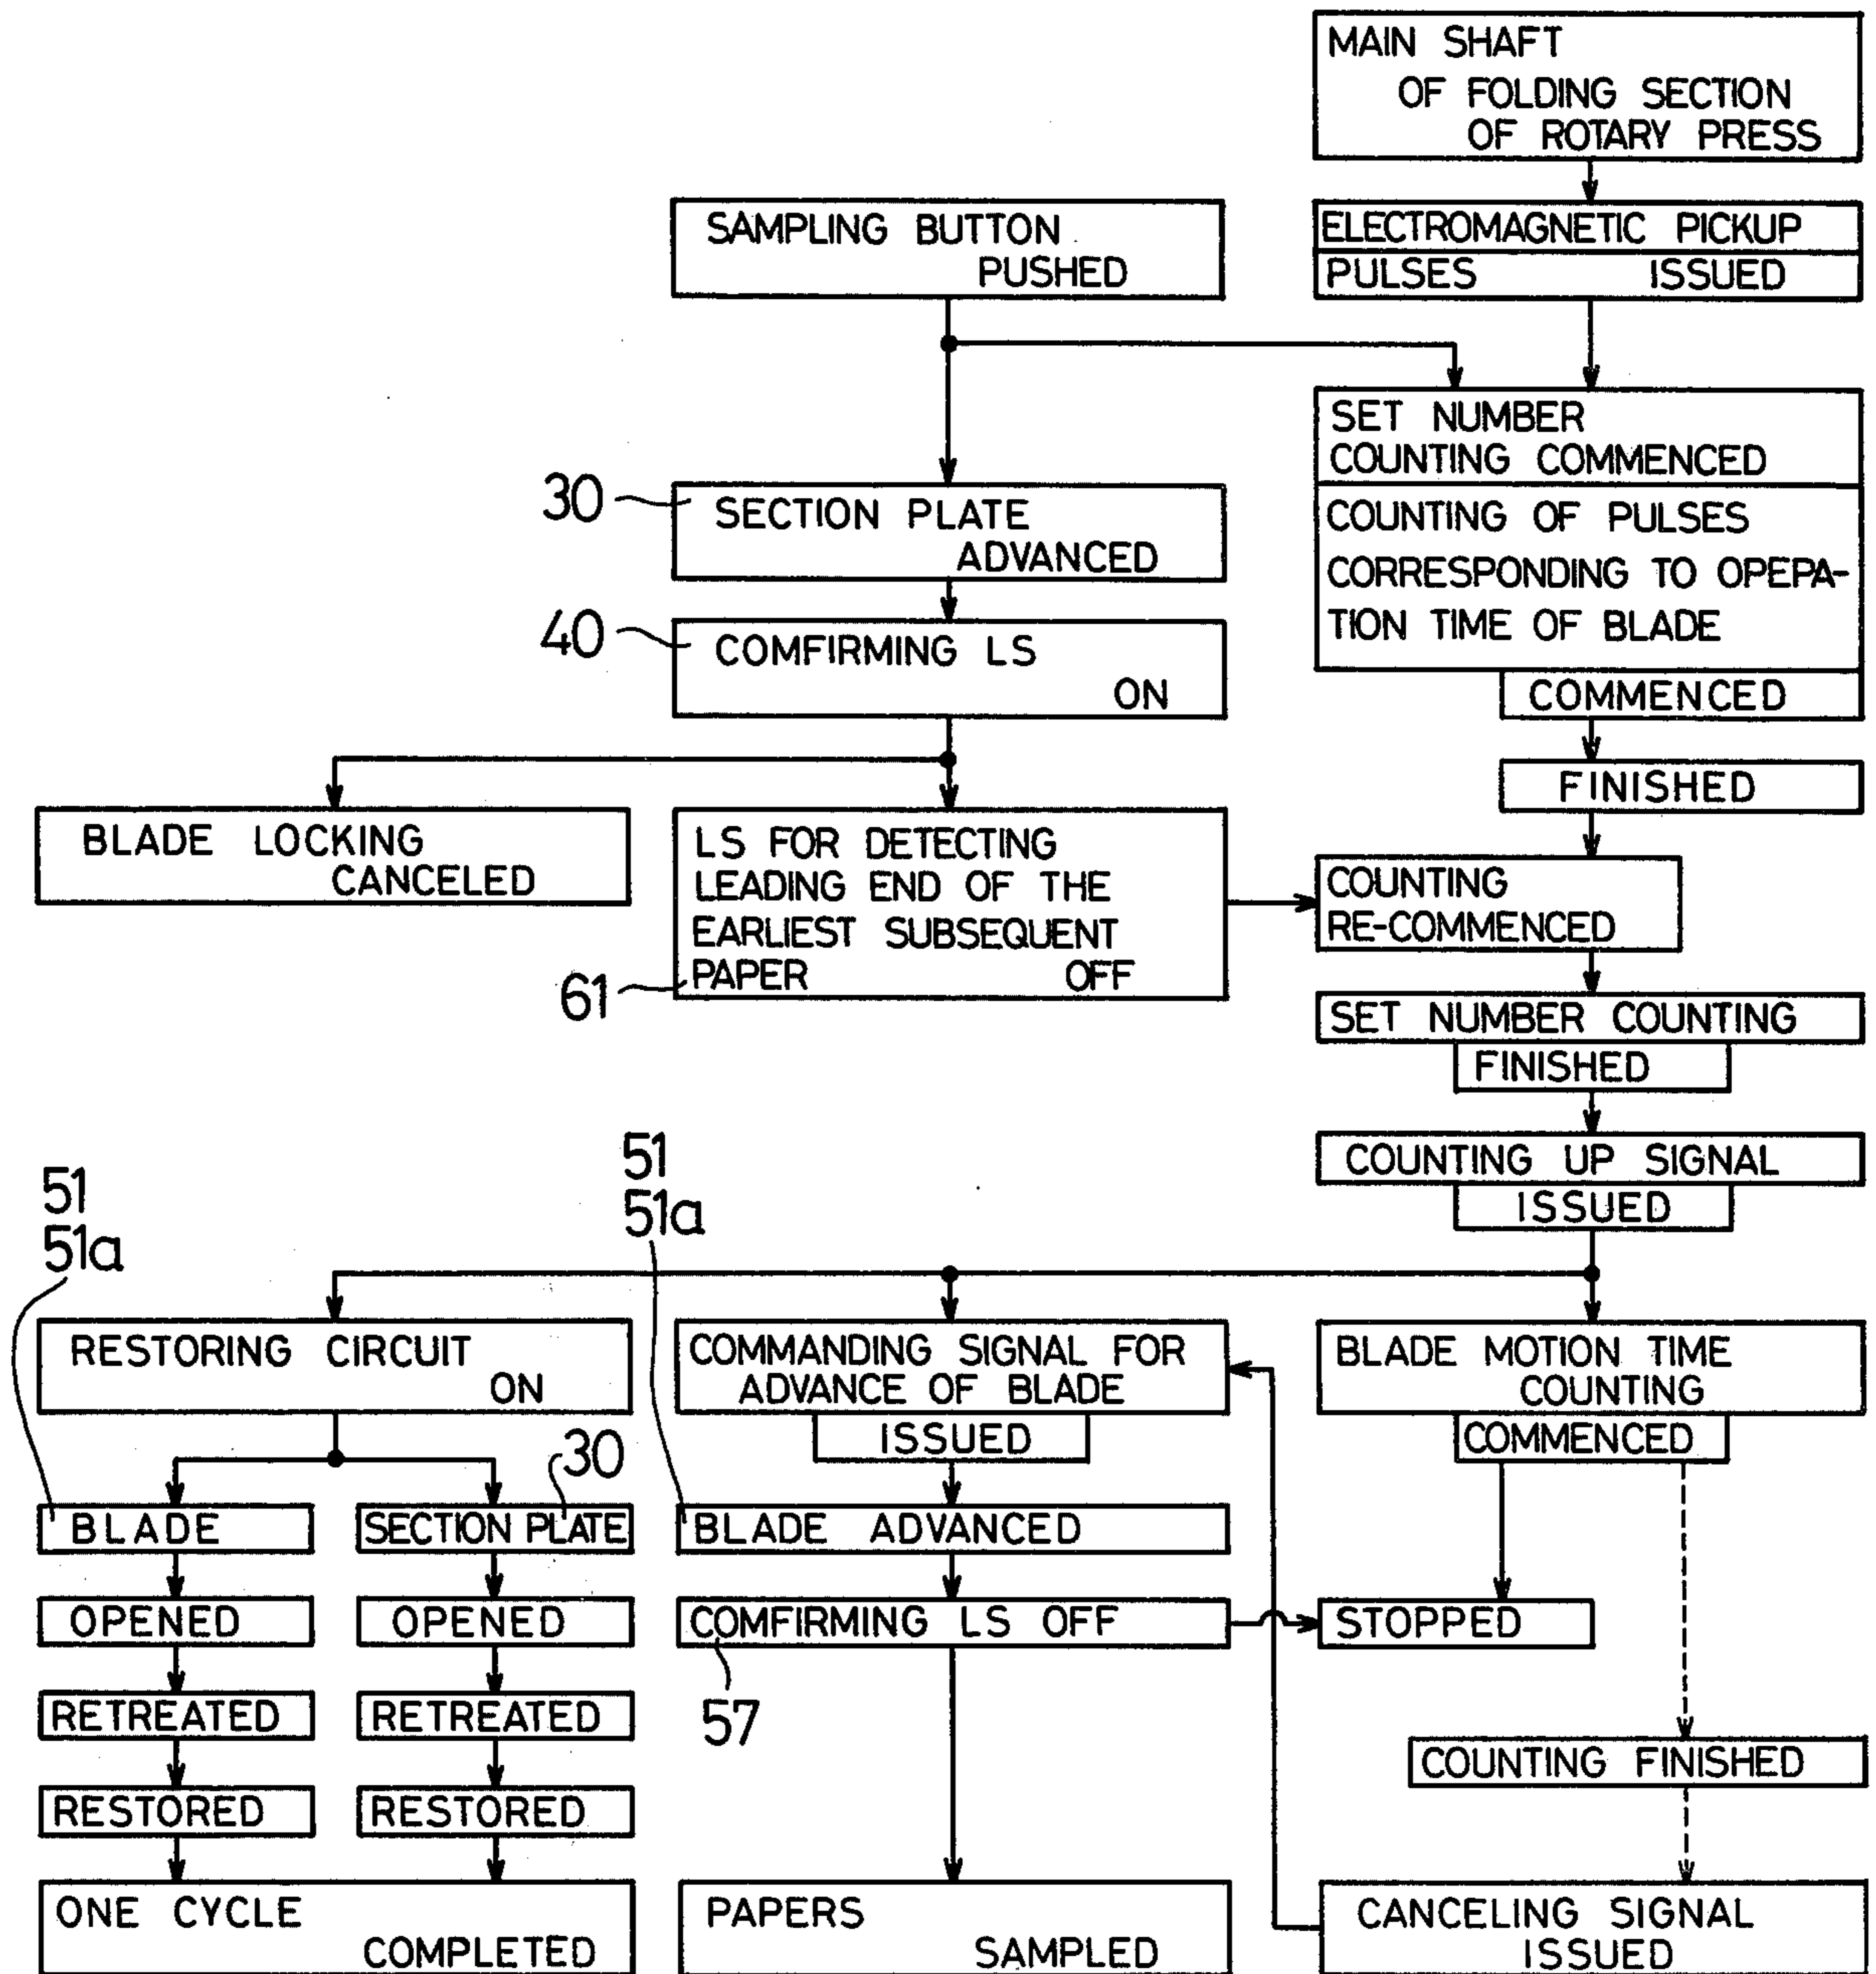 MAIN SHAFT
OF FOLDING SECTION
OF ROTARY PRESS
SAMPLING BUTTON
PUSHED
ELECTROMAGNETIC PICKUP
PULSES ISSUED
SET NUMBER
COUNTING COMMENCED
30
SECTION PLATE
ADVANCED
COUNTING OF PULSES
CORRESPONDING TO OPEPA-
TION TIME OF BLADE
COMMENCED
40
COMFIRMING LS
ON
FINISHED
BLADE LOCKING
CANCELED
LS FOR DETECTING
LEADING END OF THE
EARLIEST SUBSEQUENT
PAPER OFF
61
COUNTING
RE-COMMENCED
SET NUMBER COUNTING
FINISHED
COUNTING UP SIGNAL
ISSUED
51
51a
51
51a
RESTORING CIRCUIT
ON
COMMANDING SIGNAL FOR
ADVANCE OF BLADE
ISSUED
BLADE MOTION TIME
COUNTING
COMMENCED
30
BLADE
SECTION PLATE
BLADE ADVANCED
OPENED
OPENED
COMFIRMING LS OFF
STOPPED
57
RETREATED
RETREATED
COUNTING FINISHED
RESTORED
RESTORED
ONE CYCLE
COMPLETED
PAPERS
SAMPLED
CANCELING SIGNAL
ISSUED